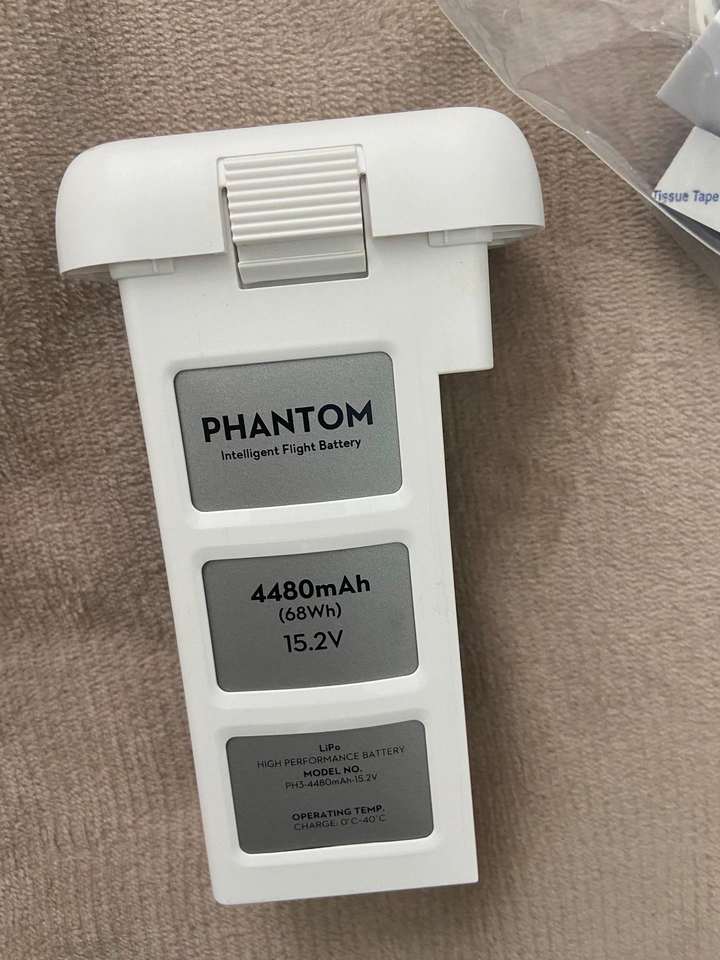 Tissue Tape
PHANTOM
Intelligent Flight Battery
4480mAh
(68Wh)
15.2V
LiPo
HIGH PERFORMANCE BATTERY
MODEL NO.
PH3-4480mAh-15.2V
OPERATING TEMP.
CHARGE: 0°C~40°C